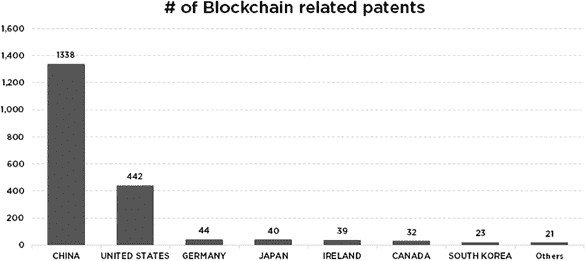 # of Blockchain related patents
1,600
1,400
1,200
1,000
800
600
400
200
0
1338
442
44
40
39
32
23
21
CHINA
UNITED STATES
GERMANY
JAPAN
IRELAND
CANADA
SOUTH KOREA
Others